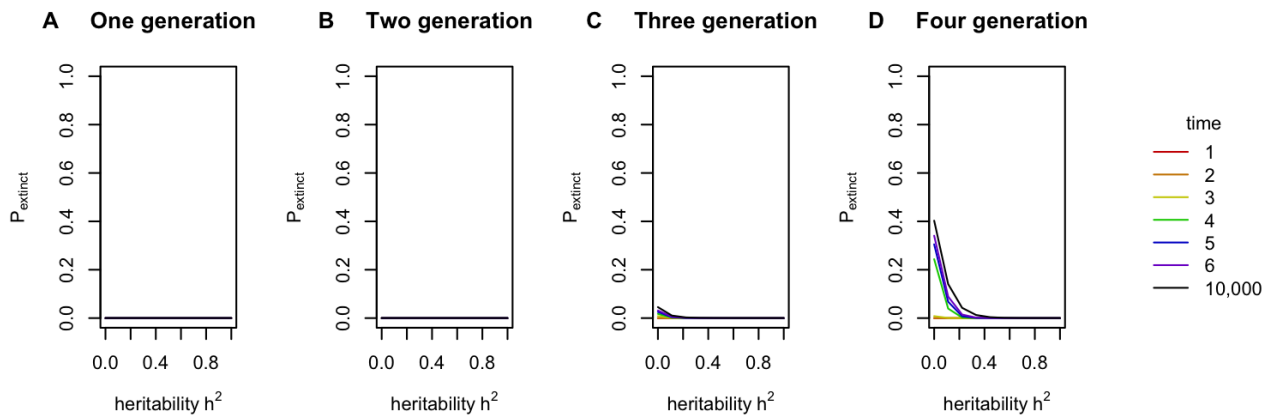 A One generation
1.0
0.8
0.6
0.4
0.2
0.0
P extinct
0.0 0.4 0.8
heritability h²
B Two generation
1.0
0.8
0.6
0.4
0.2
0.0
P extinct
0.0 0.4 0.8
heritability h²
C Three generation
1.0
0.8
0.6
0.4
0.2
0.0
P extinct
0.0 0.4 0.8
heritability h²
D Four generation
1.0
0.8
0.6
0.4
0.2
0.0
P extinct
0.0 0.4 0.8
heritability h²
time
1
2
3
4
5
6
10,000